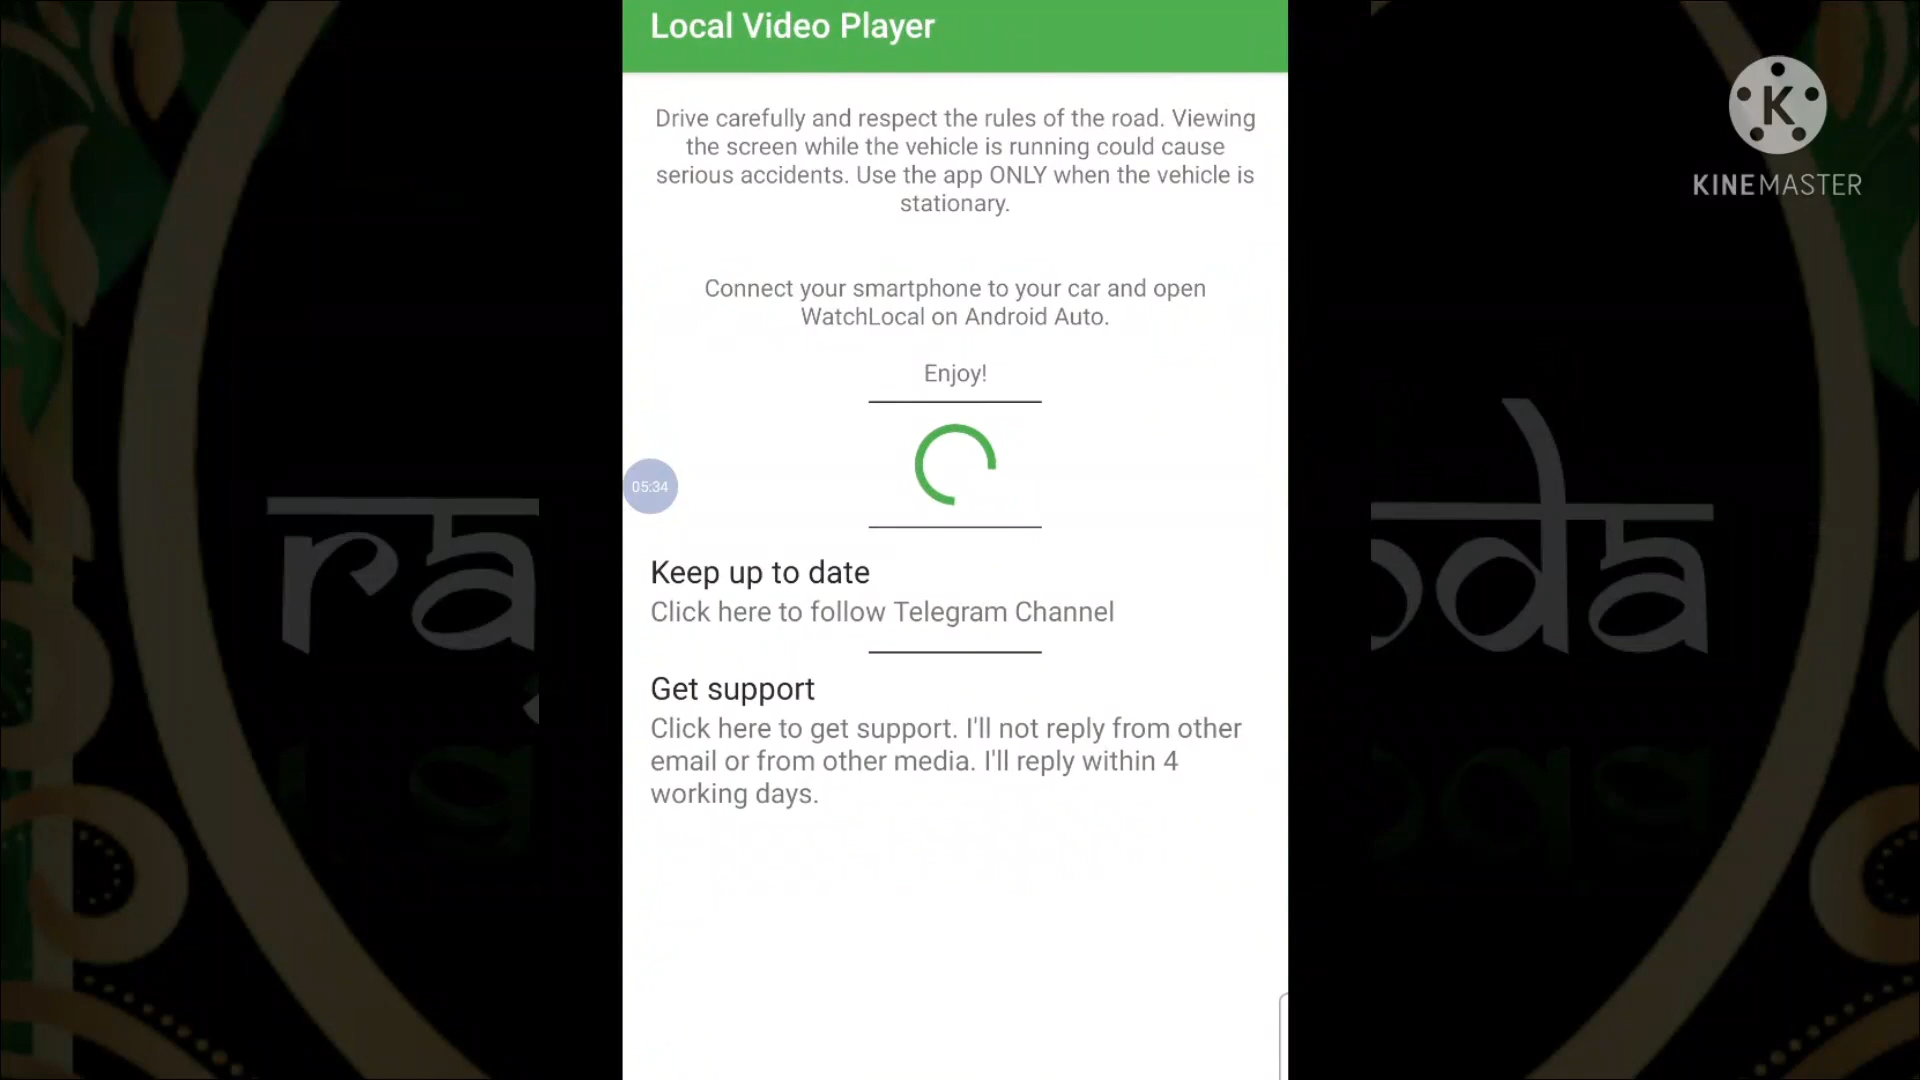 Local Video Player
Drive carefully and respect the rules of the road. Viewing
the screen while the vehicle is running could cause
serious accidents. Use the app ONLY when the vehicle is
stationary.
Connect your smartphone to your car and open
WatchLocal on Android Auto.
Enjoy!
05:34
Keep up to date
Click here to follow Telegram Channel
Get support
Click here to get support. I'll not reply from other
email or from other media. I'll reply within 4
working days.
K
KINEMASTER
ra
da